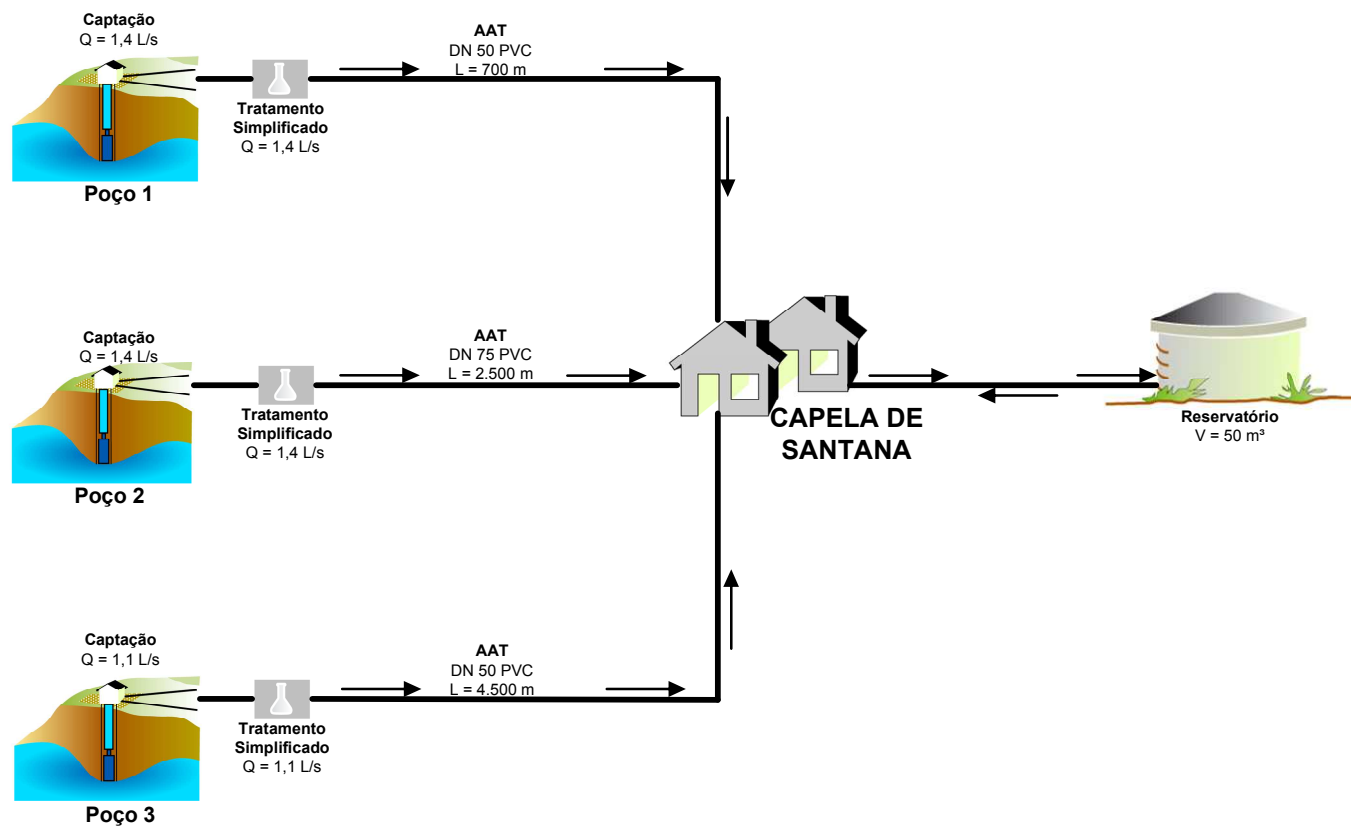 Captação
Q = 1,4 L/s
Poço 1
Tratamento
Simplificado
Q = 1,4 L/s
AAT
DN 50 PVC
L = 700 m
Captação
Q = 1,4 L/s
Poço 2
Tratamento
Simplificado
Q = 1,4 L/s
AAT
DN 75 PVC
L = 2.500 m
CAPELA DE
SANTANA
Reservatório
V = 50 m³
Captação
Q = 1,1 L/s
Poço 3
Tratamento
Simplificado
Q = 1,1 L/s
AAT
DN 50 PVC
L = 4.500 m